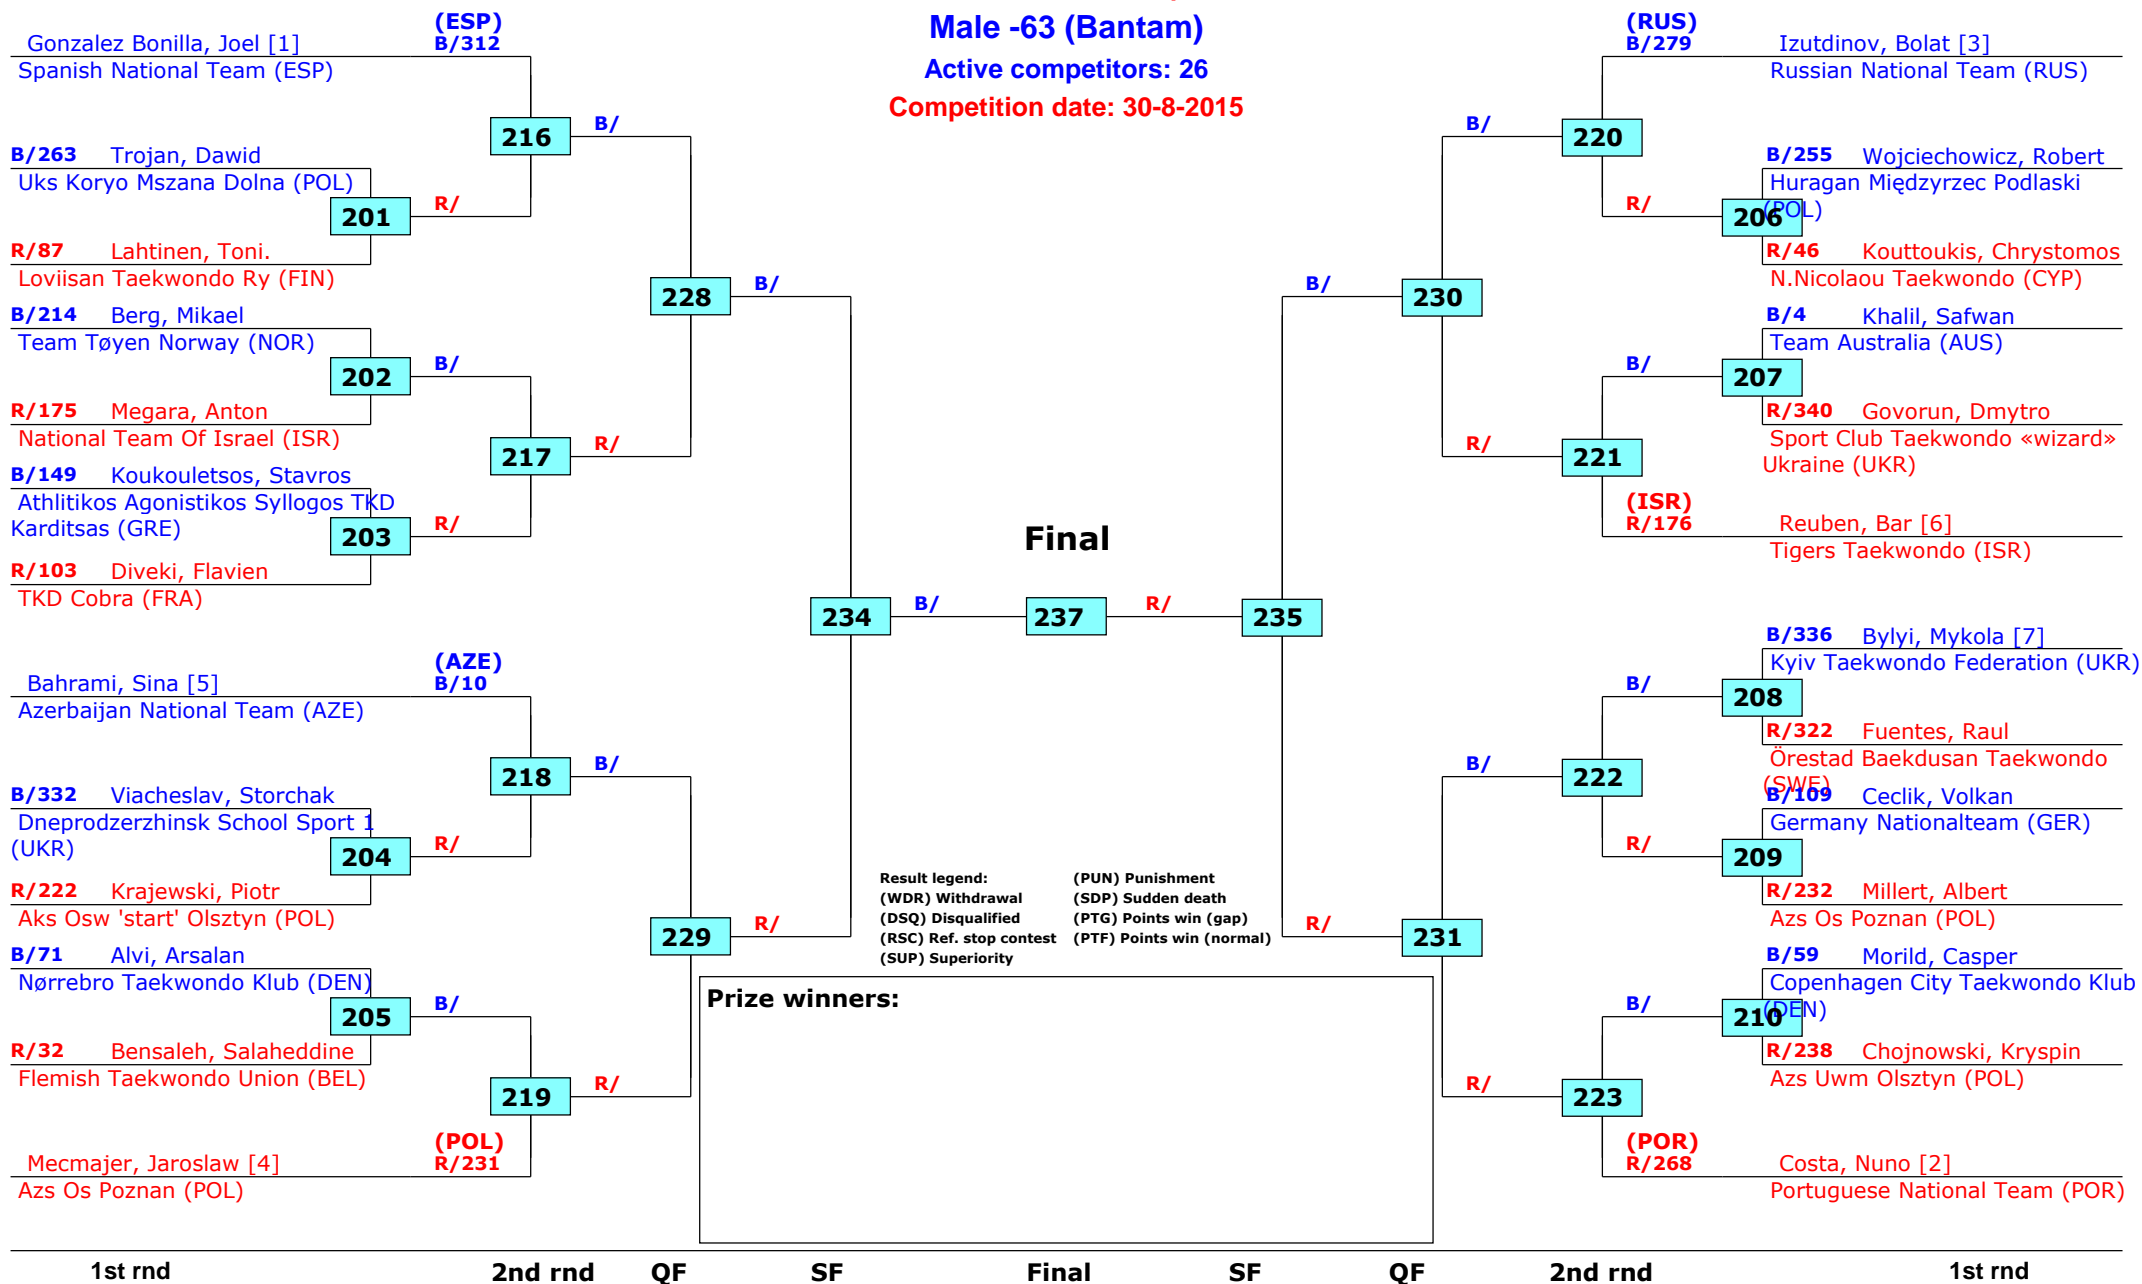 Male -63 (Bantam)
Active competitors: 26
Competition date: 30-8-2015
(ESP)
Gonzalez Bonilla, Joel [1] B/312
Spanish National Team (ESP)
216
B/
B/263 Trojan, Dawid
Uks Koryo Mszana Dolna (POL)
201
R/
R/87 Lahtinen, Toni.
Loviisan Taekwondo Ry (FIN)
228
B/
B/214 Berg, Mikael
Team Tøyen Norway (NOR)
202
B/
R/175 Megara, Anton
National Team Of Israel (ISR)
217
R/
B/149 Koukouletsos, Stavros
Athlitikos Agonistikos Syllogos TKD
Karditsas (GRE)
203
R/
R/103 Diveki, Flavien
TKD Cobra (FRA)
234
B/
(AZE)
Bahrami, Sina [5] B/10
Azerbaijan National Team (AZE)
218
B/
B/332 Viacheslav, Storchak
Dneprodzerzhinsk School Sport 1
(UKR)
204
R/
R/222 Krajewski, Piotr
Aks Osw 'start' Olsztyn (POL)
229
R/
B/71 Alvi, Arsalan
Nørrebro Taekwondo Klub (DEN)
205
B/
R/32 Bensaleh, Salaheddine
Flemish Taekwondo Union (BEL)
219
R/
(POL)
Mecmajer, Jaroslaw [4] R/231
Azs Os Poznan (POL)
Final
237
R/
235
(RUS)
B/279 Izutdinov, Bolat [3]
Russian National Team (RUS)
B/
220
B/255 Wojciechowicz, Robert
Huragan Międzyrzec Podlaski
(POL)
R/
206
R/46 Kouttoukis, Chrystomos
N.Nicolaou Taekwondo (CYP)
B/
230
B/4 Khalil, Safwan
Team Australia (AUS)
B/
207
R/340 Govorun, Dmytro
Sport Club Taekwondo «wizard»
Ukraine (UKR)
R/
221
(ISR)
R/176 Reuben, Bar [6]
Tigers Taekwondo (ISR)
B/336 Bylyi, Mykola [7]
Kyiv Taekwondo Federation (UKR)
B/
208
R/322 Fuentes, Raul
Örestad Baekdusan Taekwondo
(SWE)
B/
222
B/109 Ceclik, Volkan
Germany Nationalteam (GER)
R/
209
R/232 Millert, Albert
Azs Os Poznan (POL)
R/
231
B/59 Morild, Casper
Copenhagen City Taekwondo Klub
(DEN)
B/
210
R/238 Chojnowski, Kryspin
Azs Uwm Olsztyn (POL)
R/
223
(POR)
R/268 Costa, Nuno [2]
Portuguese National Team (POR)
Result legend: (PUN) Punishment
(WDR) Withdrawal (SDP) Sudden death
(DSQ) Disqualified (PTG) Points win (gap)
(RSC) Ref. stop contest (PTF) Points win (normal)
(SUP) Superiority
Prize winners:
1st rnd 2nd rnd QF SF Final SF QF 2nd rnd 1st rnd